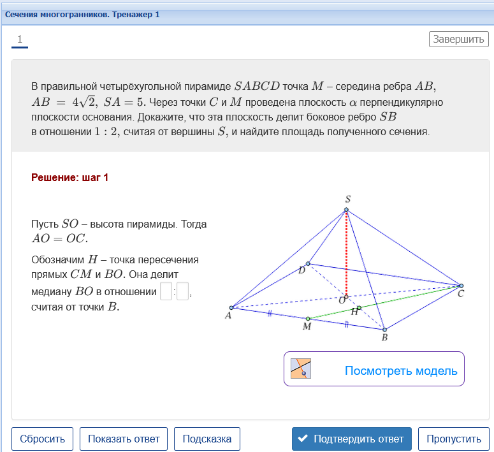 Сечения многогранников. Тренажер 1
1
Завершить
В правильной четырёхугольной пирамиде SABCD точка M – середина ребра AB,
AB = 4√2, SA = 5. Через точки C и M проведена плоскость α перпендикулярно
плоскости основания. Докажите, что эта плоскость делит боковое ребро SB
в отношении 1 : 2, считая от вершины S, и найдите площадь полученного сечения.
Решение: шаг 1
Пусть SO – высота пирамиды. Тогда
AO = OC.
Обозначим H – точка пересечения
прямых CM и BO. Она делит
медиану BO в отношении : ,
считая от точки B.
S
D
C
O
H
A
M
B
Посмотреть модель
Сбросить
Показать ответ
Подсказка
Подтвердить ответ
Пропустить